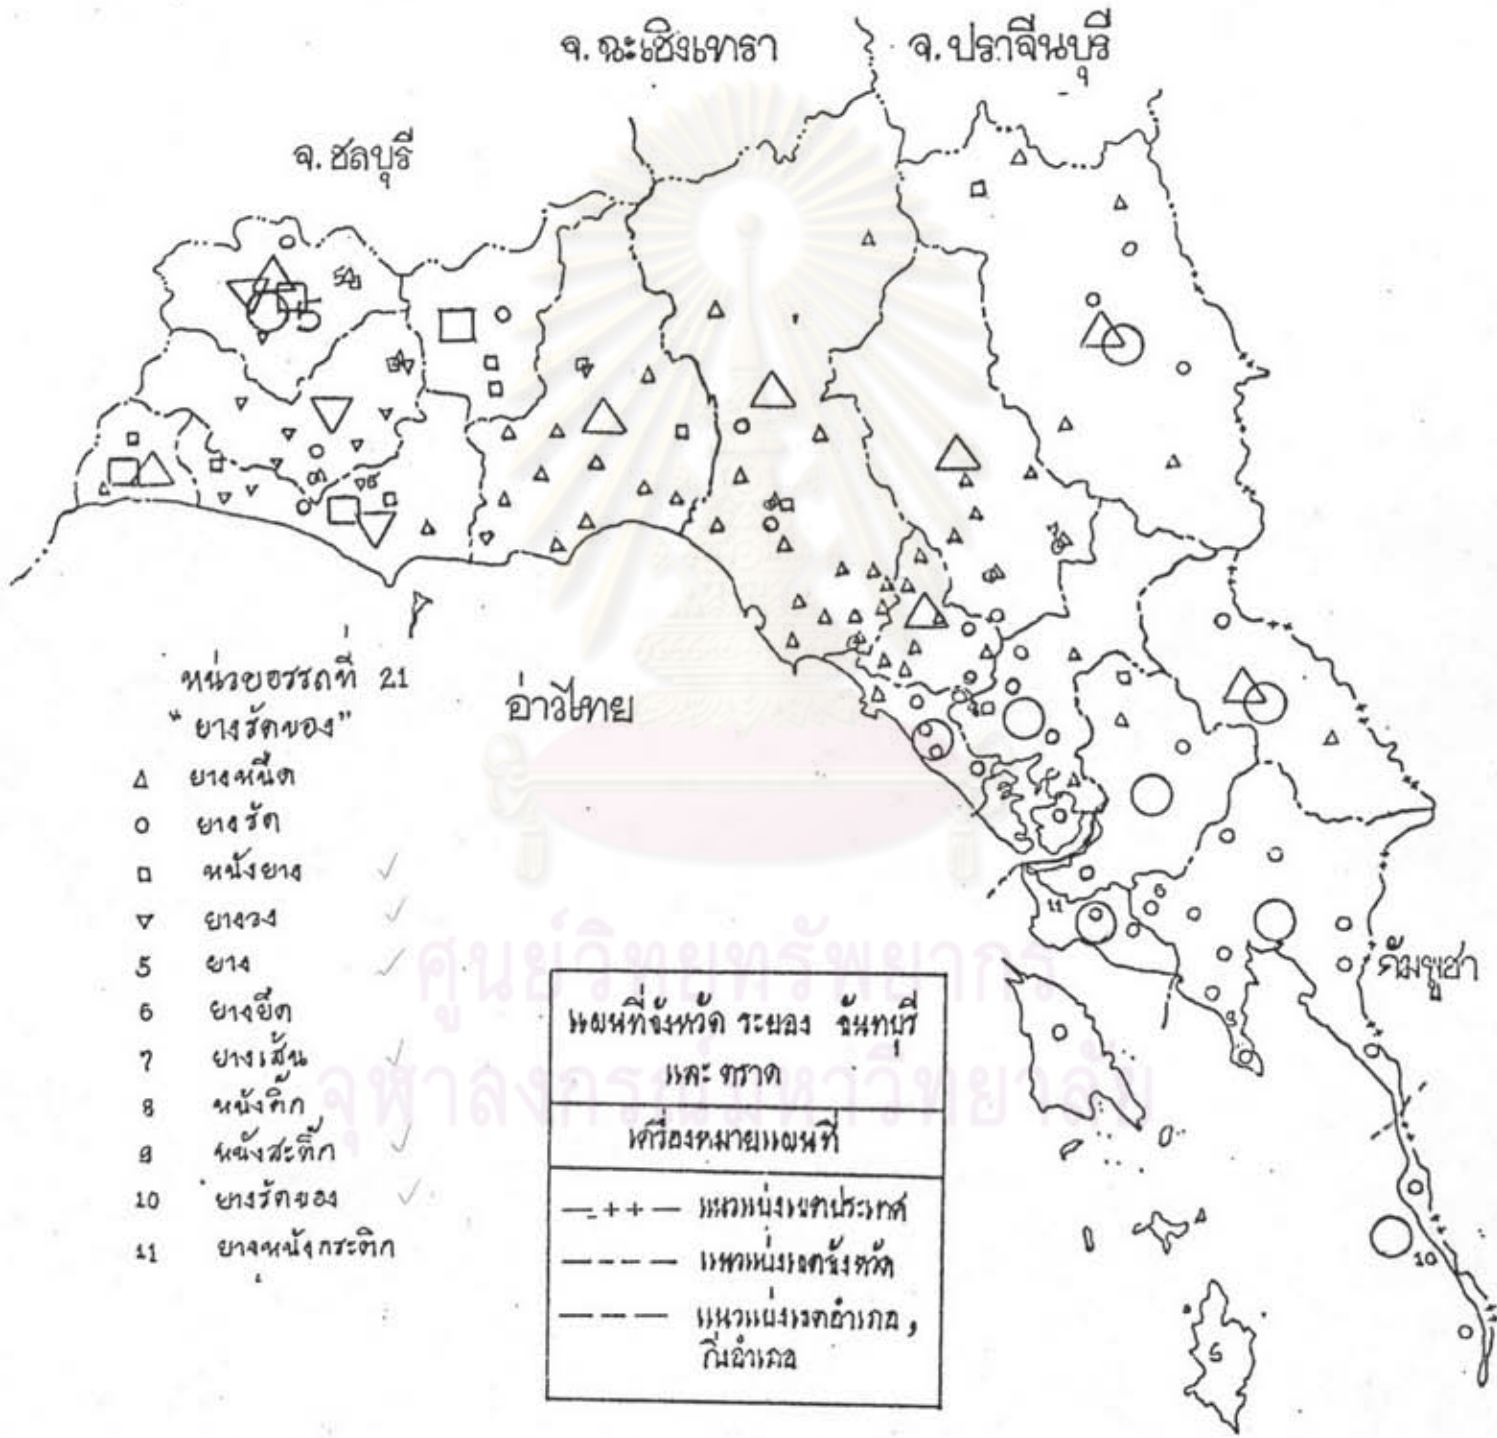 จ.ฉะเชิงเทรา
จ.ปราจีนบุรี
จ.ชลบุรี
หน่วยอรรถที่ 21
"ยางรัดของ"
อ่าวไทย
△ ยางหนืด
○ ยางรัด
□ หนังยาง ✓
▽ ยางวง ✓
5 ยาง ✓
6 ยางยืด
7 ยางเส้น ✓
8 หนังติ๊ก
9 หนังสะติ๊ก ✓
10 ยางรัดของ ✓
11 ยางหนังกระติก
5
5
6
7
6
11
9
10
6
กัมพูชา
ศูนย์วิทยทรัพยากร
จุฬาลงกรณ์มหาวิทยาลัย
แผนที่จังหวัด ระยอง จันทบุรี
และ ตราด
เครื่องหมายแผนที่
แนวแบ่งเขตประเทศ
แนวแบ่งเขตจังหวัด
แนวแบ่งเขตอำเภอ,
กิ่งอำเภอ